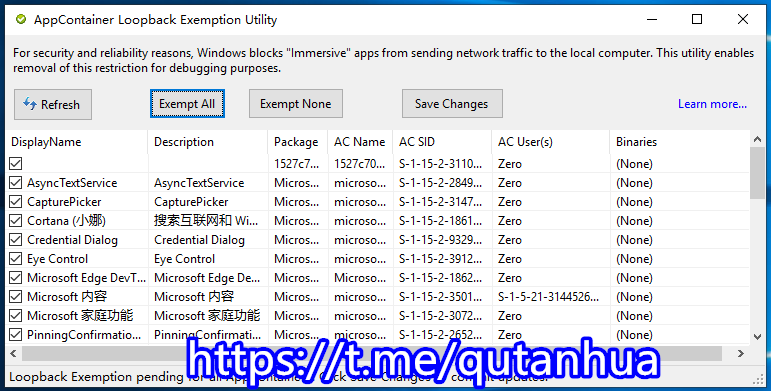 AppContainer Loopback Exemption Utility
For security and reliability reasons, Windows blocks "Immersive" apps from sending network traffic to the local computer. This utility enables
removal of this restriction for debugging purposes.
Refresh Exempt All Exempt None Save Changes Learn more...
DisplayName Description Package AC Name AC SID AC User(s) Binaries
1527c7... 1527c70... S-1-15-2-3110... Zero (None)
AsyncTextService AsyncTextService Micros... microso... S-1-15-2-2849... Zero (None)
CapturePicker CapturePicker Micros... microso... S-1-15-2-3147... Zero (None)
Cortana (小娜) 搜索互联网和 Wi... Micros... microso... S-1-15-2-1861... Zero (None)
Credential Dialog Credential Dialog Micros... microso... S-1-15-2-9329... Zero (None)
Eye Control Eye Control Micros... microso... S-1-15-2-3912... Zero (None)
Microsoft Edge DevT... Microsoft Edge De... Micros... microso... S-1-15-2-1862... Zero (None)
Microsoft 内容 Microsoft 内容 Micros... microso... S-1-15-2-3501... S-1-5-21-3144526... (None)
Microsoft 家庭功能 Microsoft 家庭功能 Micros... microso... S-1-15-2-3072... Zero (None)
PinningConfirmatio... PinningConfirmati... Micros... microso... S-1-15-2-2652... Zero (None)
https://t.me/qutanhua
Loopback Exemption pending for all AppContainer Click Save Changes commit updates.